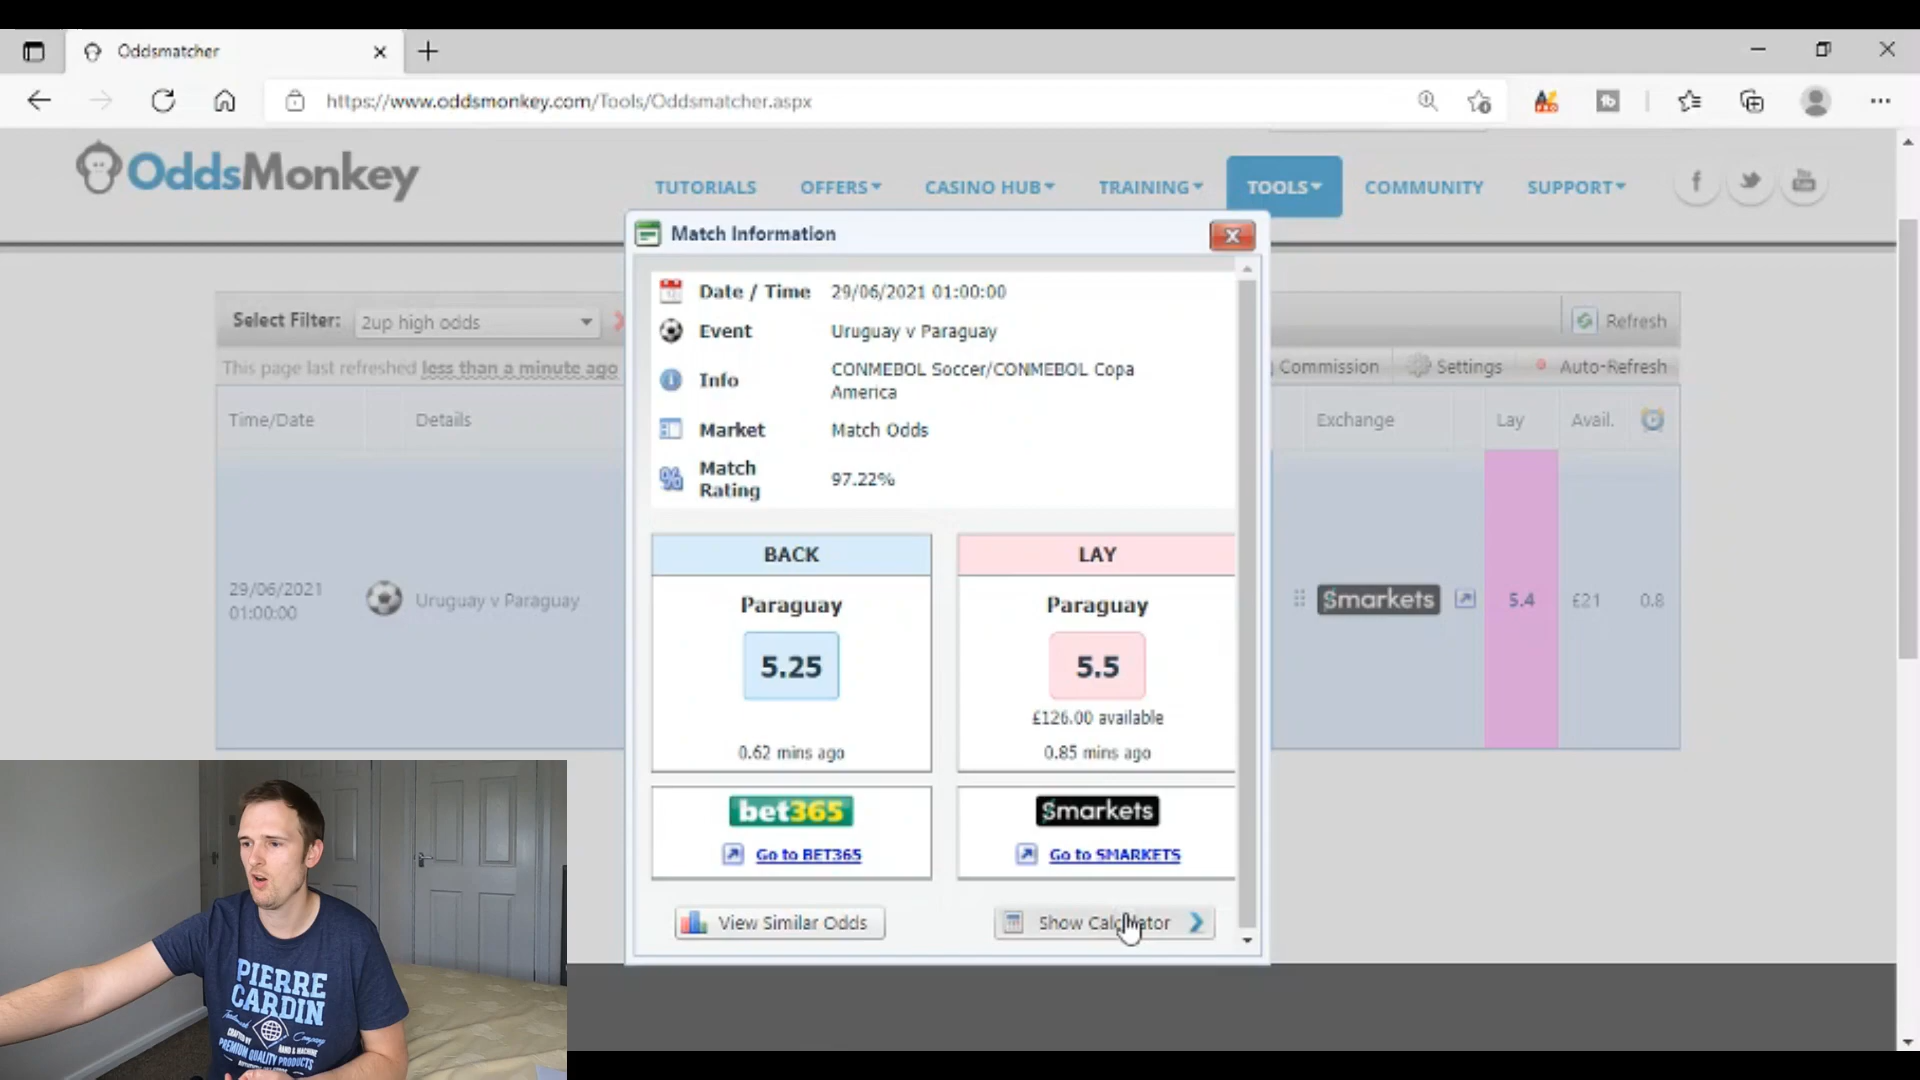 Oddsmatcher
https://www.oddsmonkey.com/Tools/Oddsmatcher.aspx
OddsMonkey
TUTORIALS OFFERS CASINO HUB TRAINING TOOLS COMMUNITY SUPPORT
Match Information
Date / Time 29/06/2021 01:00:00
Select Filter: 2up high odds
Refresh
Event Uruguay v Paraguay
This page last refreshed less than a minute ago
Commission Settings Auto-Refresh
Info CONMEBOL Soccer/CONMEBOL Copa
America
Time/Date Details
Exchange Lay Avail.
Market Match Odds
Match
Rating 97.22%
BACK LAY
Paraguay Paraguay
5.25 5.5
£126.00 available
0.62 mins ago 0.85 mins ago
29/06/2021
01:00:00
Uruguay v Paraguay
Smarkets 5.4 £21 0.8
bet365 Smarkets
Go to BET365 Go to SMARKETS
View Similar Odds Show Calculator
PIERRE
CARDIN
PREMIUM QUALITY PRODUCTS